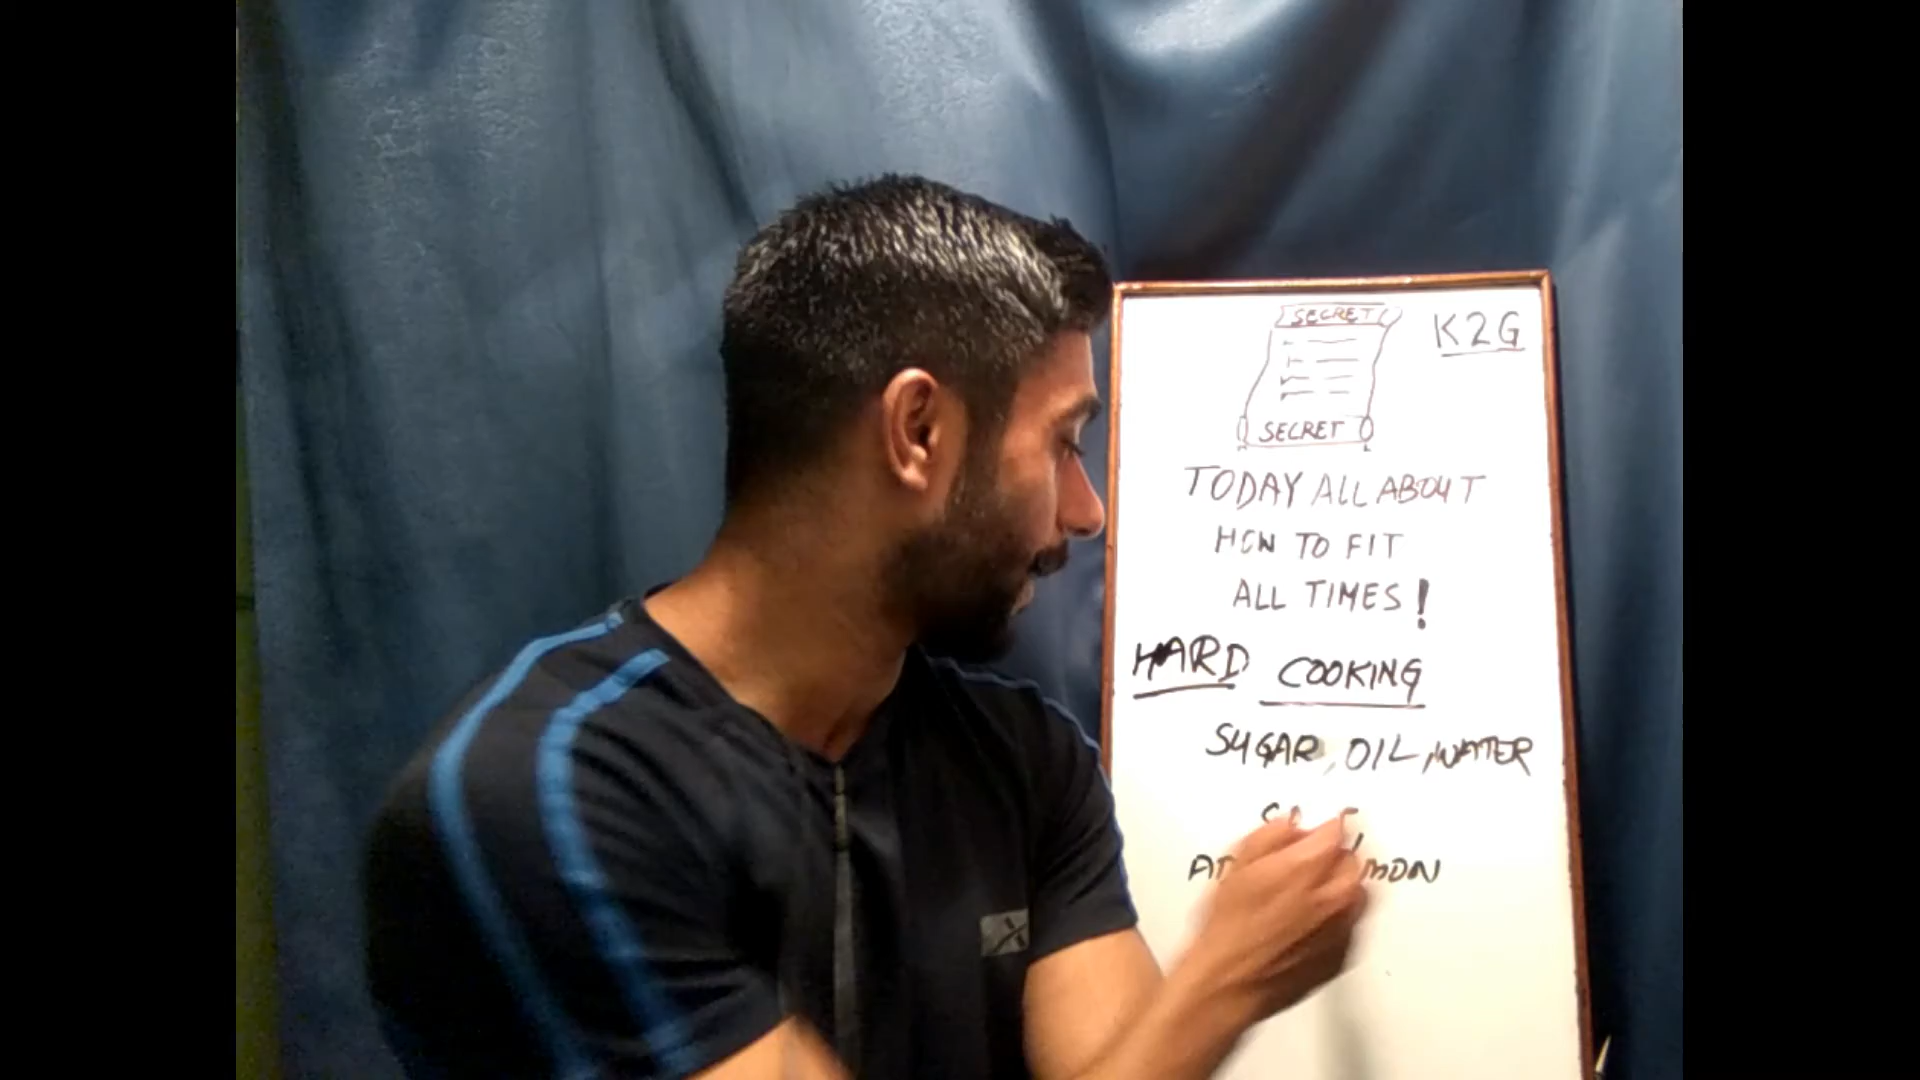 SECRET
K2G
SECRET
TODAY ALL ABOUT
HOW TO FIT
ALL TIMES!
HARD COOKING
SUGAR, OIL, WATER